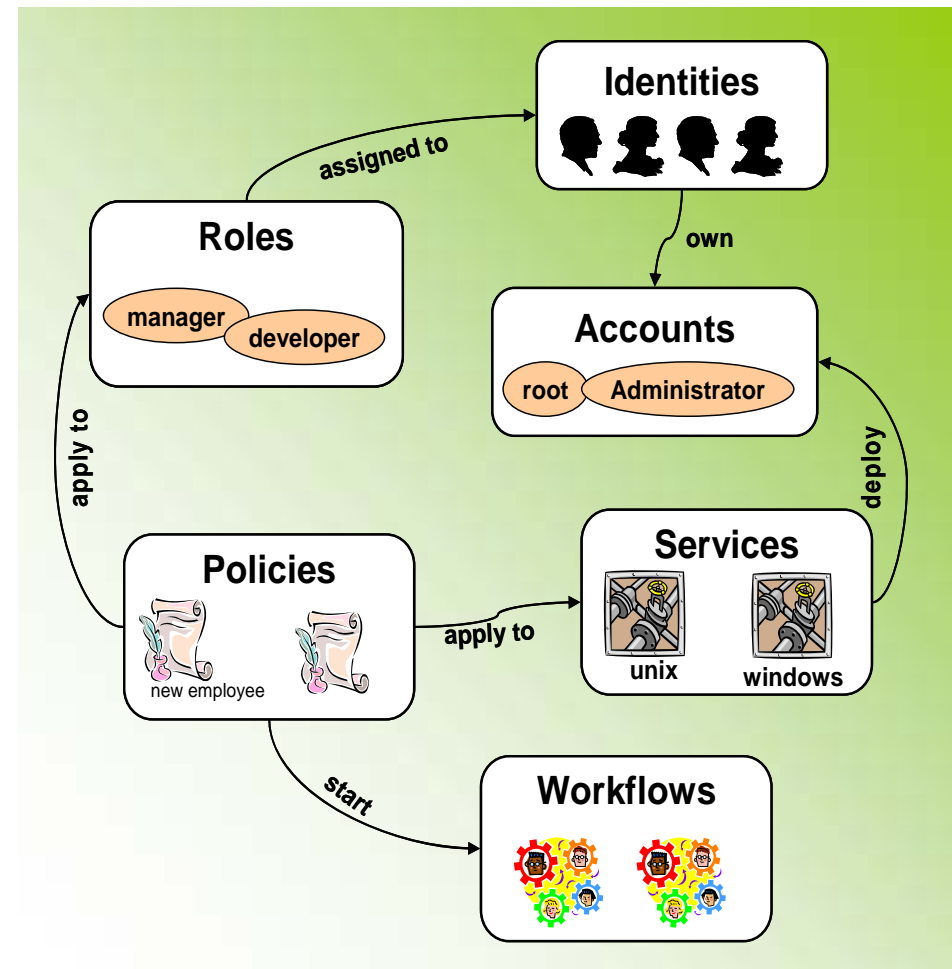 Identities
assigned to
Roles
own
manager
developer
Accounts
root
Administrator
apply to
deploy
Policies
Services
apply to
unix
windows
new employee
start
Workflows